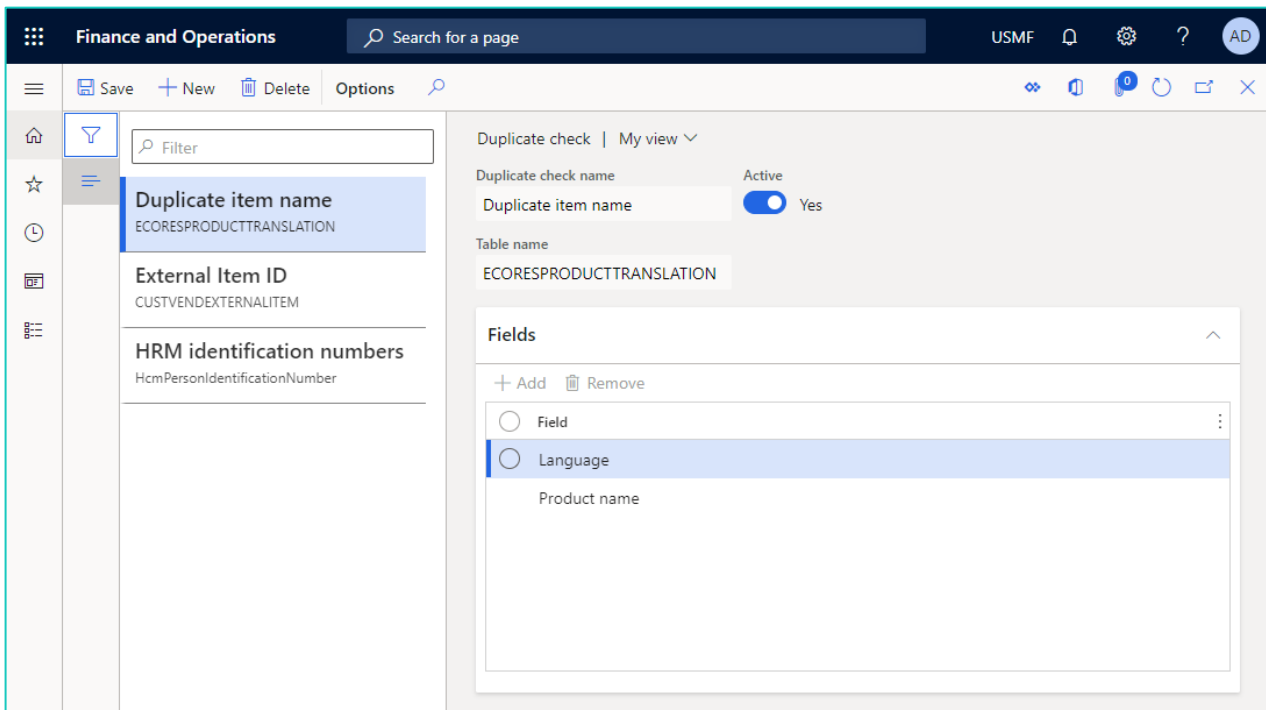 Finance and Operations
Search for a page
USMF
AD
Save
New
Delete
Options
0
Filter
Duplicate item name
ECORESPRODUCTTRANSLATION
External Item ID
CUSTVENDEXTERNALITEM
HRM identification numbers
HcmPersonIdentificationNumber
Duplicate check | My view
Duplicate check name
Active
Duplicate item name
Yes
Table name
ECORESPRODUCTTRANSLATION
Fields
Add
Remove
Field
Language
Product name